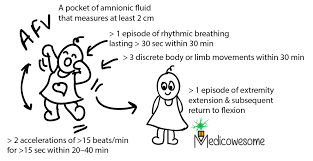 A pocket of amnionic fluid
that measures at least 2 cm
AFV
> 1 episode of rhythmic breathing
lasting > 30 sec within 30 min
> 3 discrete body or limb movements within 30 min
> 1 episode of extremity
extension & subsequent
return to flexion
Medicowesome
> 2 accelerations of >15 beats/min
for >15 sec within 20–40 min